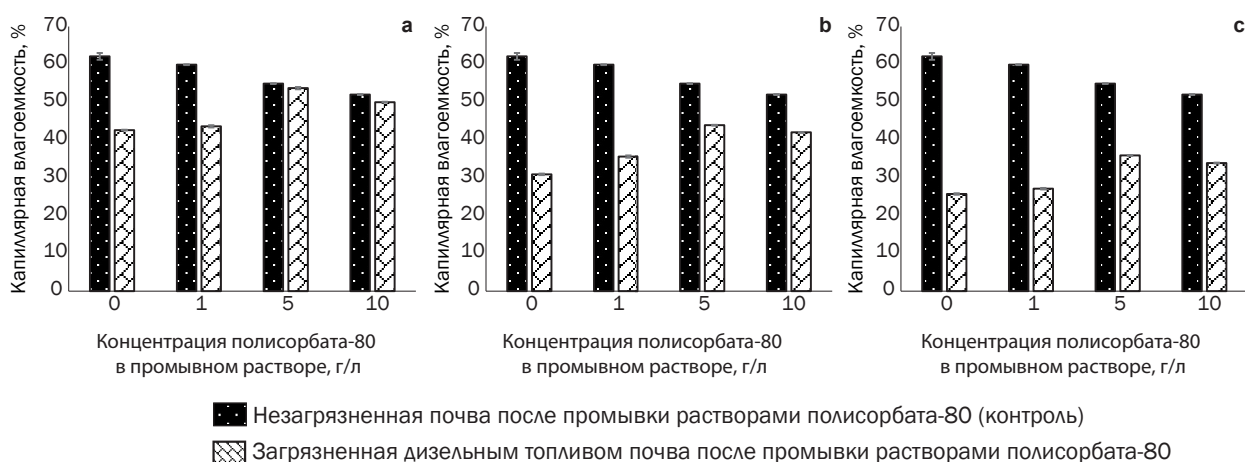 a
Капиллярная влагоемкость, %
70
60
50
40
30
20
10
0
0 1 5 10
Концентрация полисорбата-80
в промывном растворе, г/л
b
Капиллярная влагоемкость, %
70
60
50
40
30
20
10
0
0 1 5 10
Концентрация полисорбата-80
в промывном растворе, г/л
c
Капиллярная влагоемкость, %
70
60
50
40
30
20
10
0
0 1 5 10
Концентрация полисорбата-80
в промывном растворе, г/л
Незагрязненная почва после промывки растворами полисорбата-80 (контроль)
Загрязненная дизельным топливом почва после промывки растворами полисорбата-80